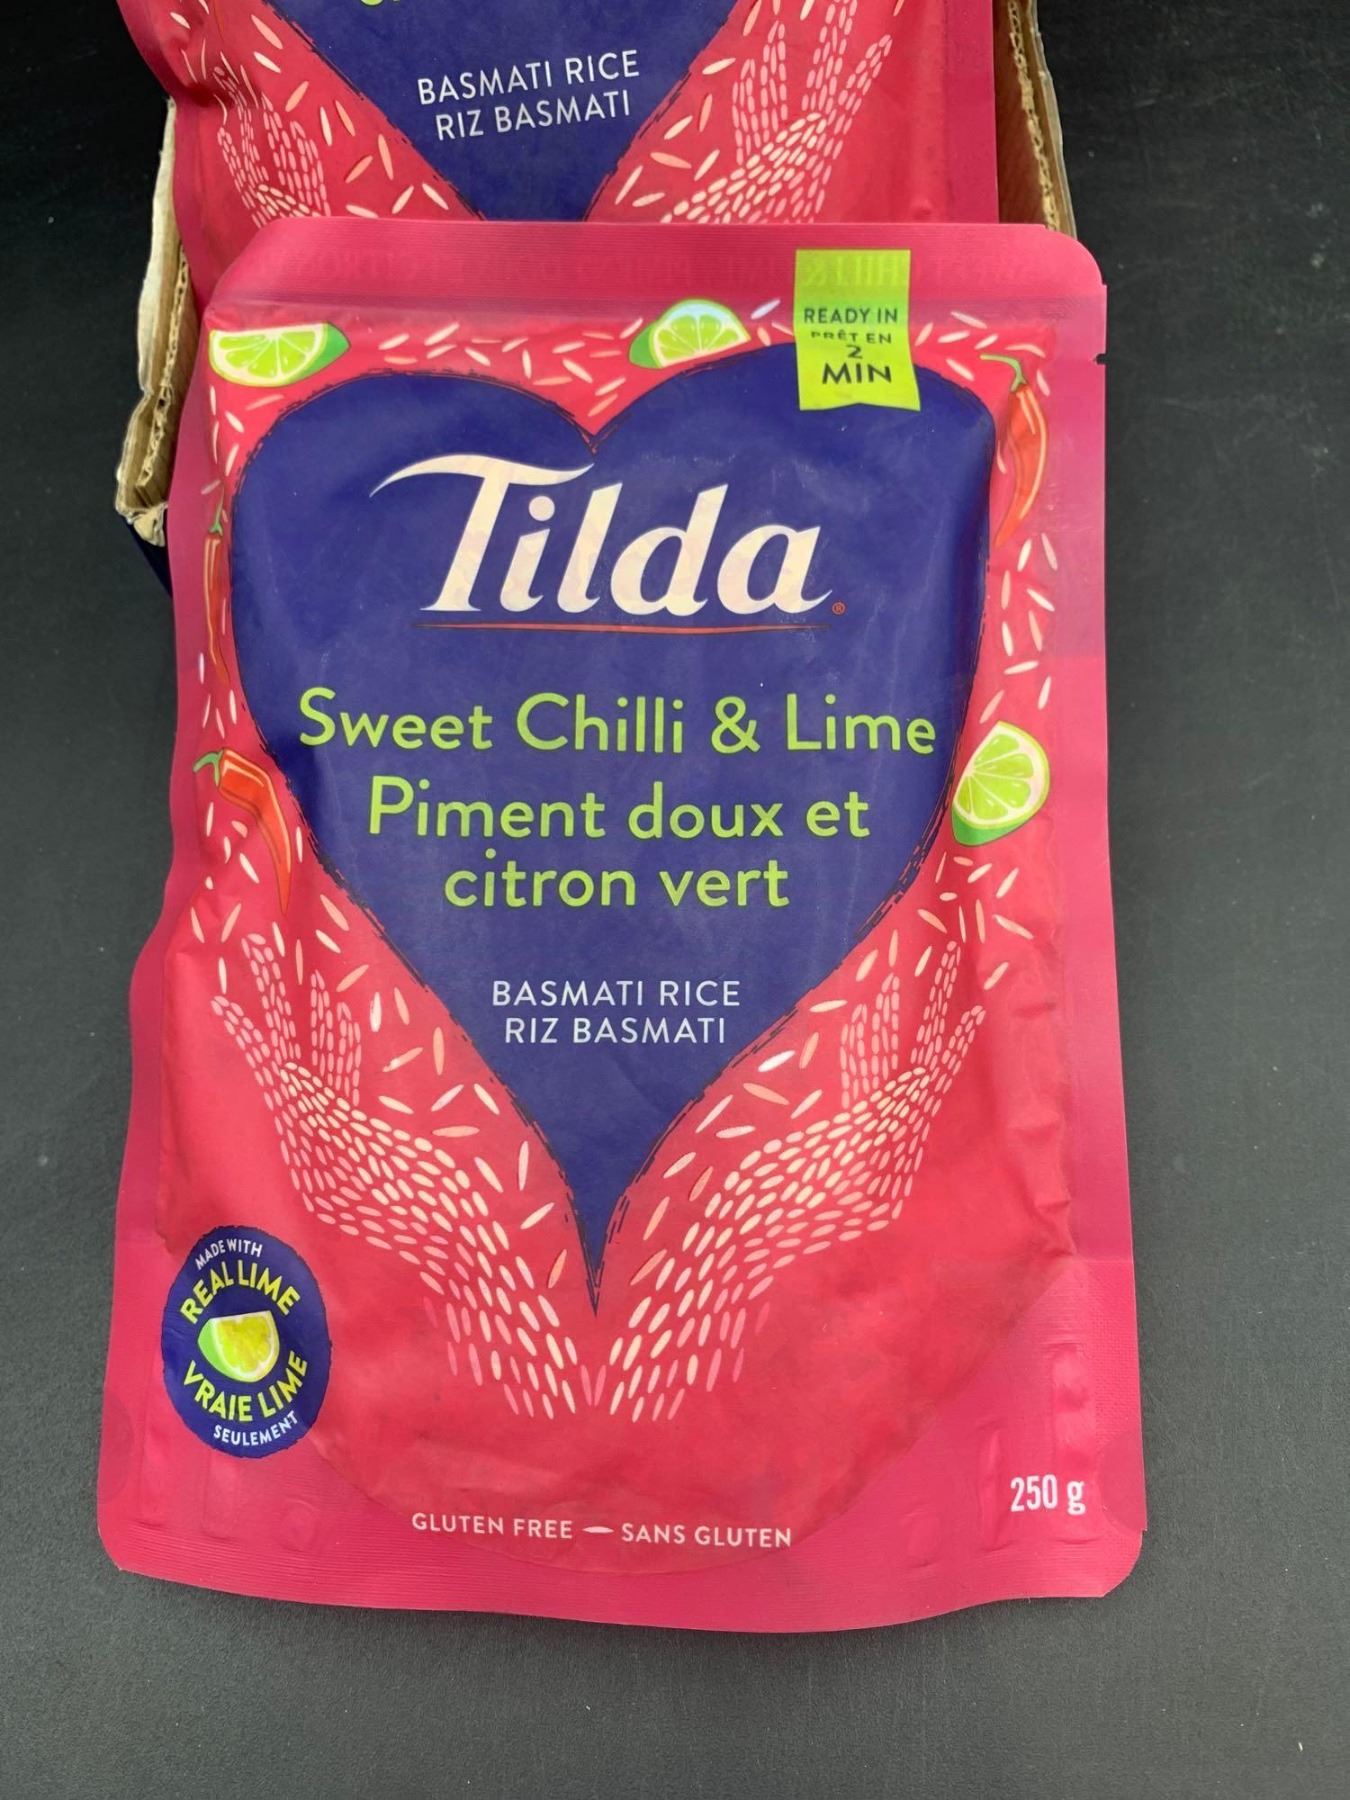 BASMATI RICE
RIZ BASMATI
READY IN
PRÊT EN
2
MIN
Tilda®
Sweet Chilli & Lime
Piment doux et
citron vert
BASMATI RICE
RIZ BASMATI
MADE WITH
REAL LIME
VRAIE LIME
SEULEMENT
250 g
GLUTEN FREE — SANS GLUTEN